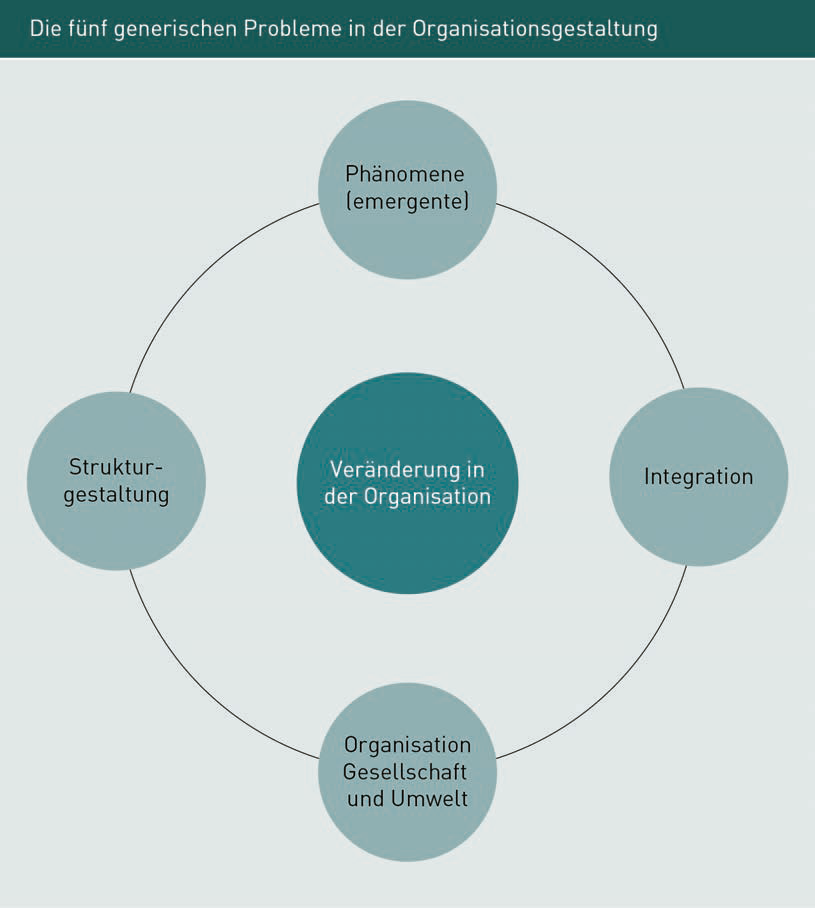 Die fünf generischen Probleme in der Organisationsgestaltung
Phänomene
(emergente)
Struktur-
gestaltung
Veränderung in
der Organisation
Integration
Organisation
Gesellschaft
und Umwelt